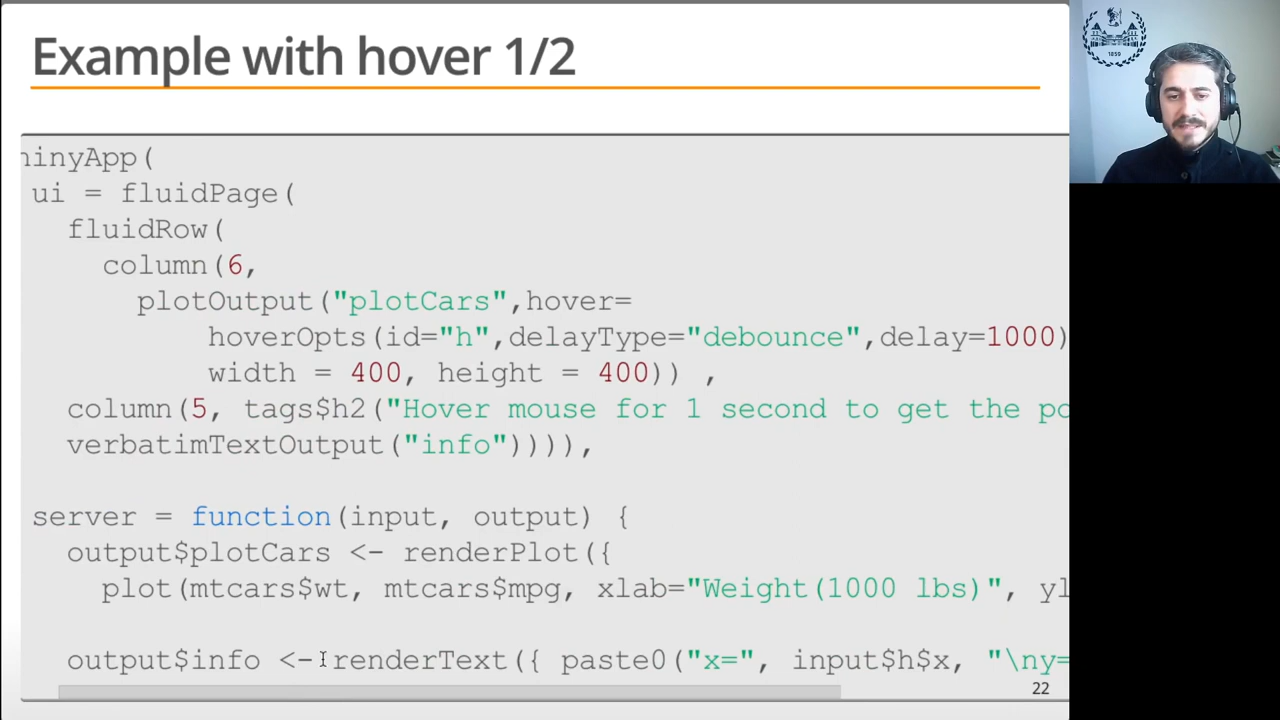 Example with hover 1/2
hinyApp(
ui = fluidPage(
fluidRow(
column(6,
plotOutput("plotCars",hover=
hoverOpts(id="h",delayType="debounce",delay=1000)
width = 400, height = 400)) ,
column(5, tags$h2("Hover mouse for 1 second to get the po
verbatimTextOutput("info")))),
server = function(input, output) {
output$plotCars <- renderPlot({
plot(mtcars$wt, mtcars$mpg, xlab="Weight(1000 lbs)", yl
output$info <- renderText({ paste0("x=", input$h$x, "\ny=
22
1859